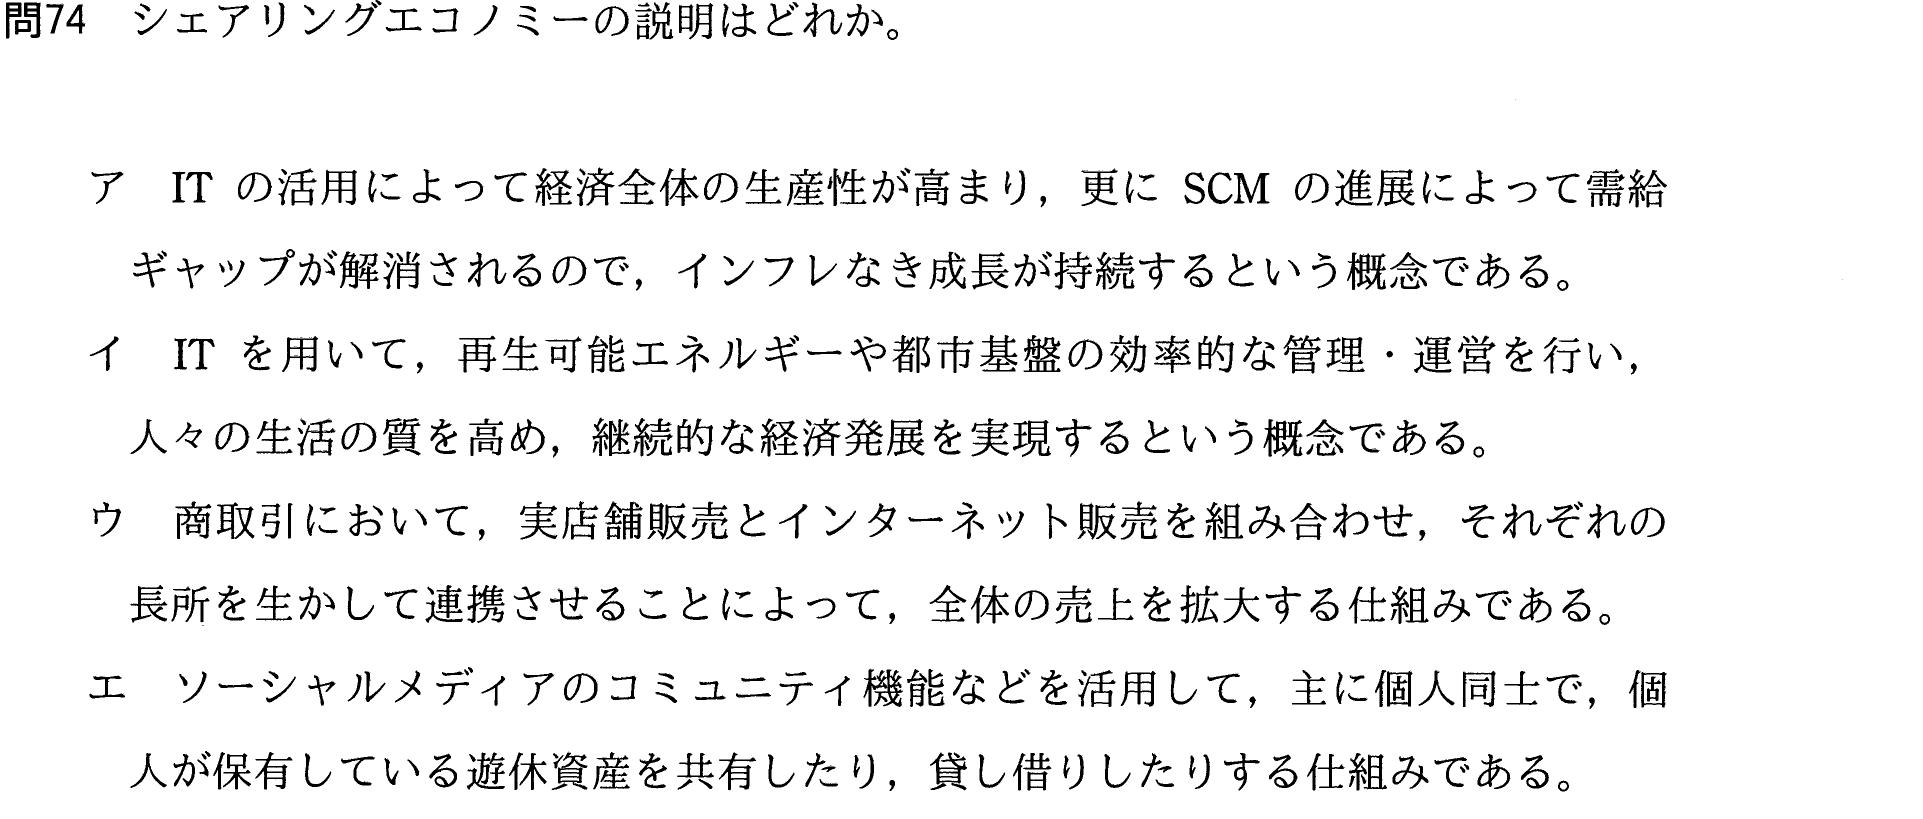 問74 シェアリングエコノミーの説明はどれか。
ア IT の活用によって経済全体の生産性が高まり，更に SCM の進展によって需給
ギャップが解消されるので，インフレなき成長が持続するという概念である。
イ IT を用いて，再生可能エネルギーや都市基盤の効率的な管理・運営を行い，
人々の生活の質を高め，継続的な経済発展を実現するという概念である。
ウ 商取引において，実店舗販売とインターネット販売を組み合わせ，それぞれの
長所を生かして連携させることによって，全体の売上を拡大する仕組みである。
エ ソーシャルメディアのコミュニティ機能などを活用して，主に個人同士で，個
人が保有している遊休資産を共有したり，貸し借りしたりする仕組みである。